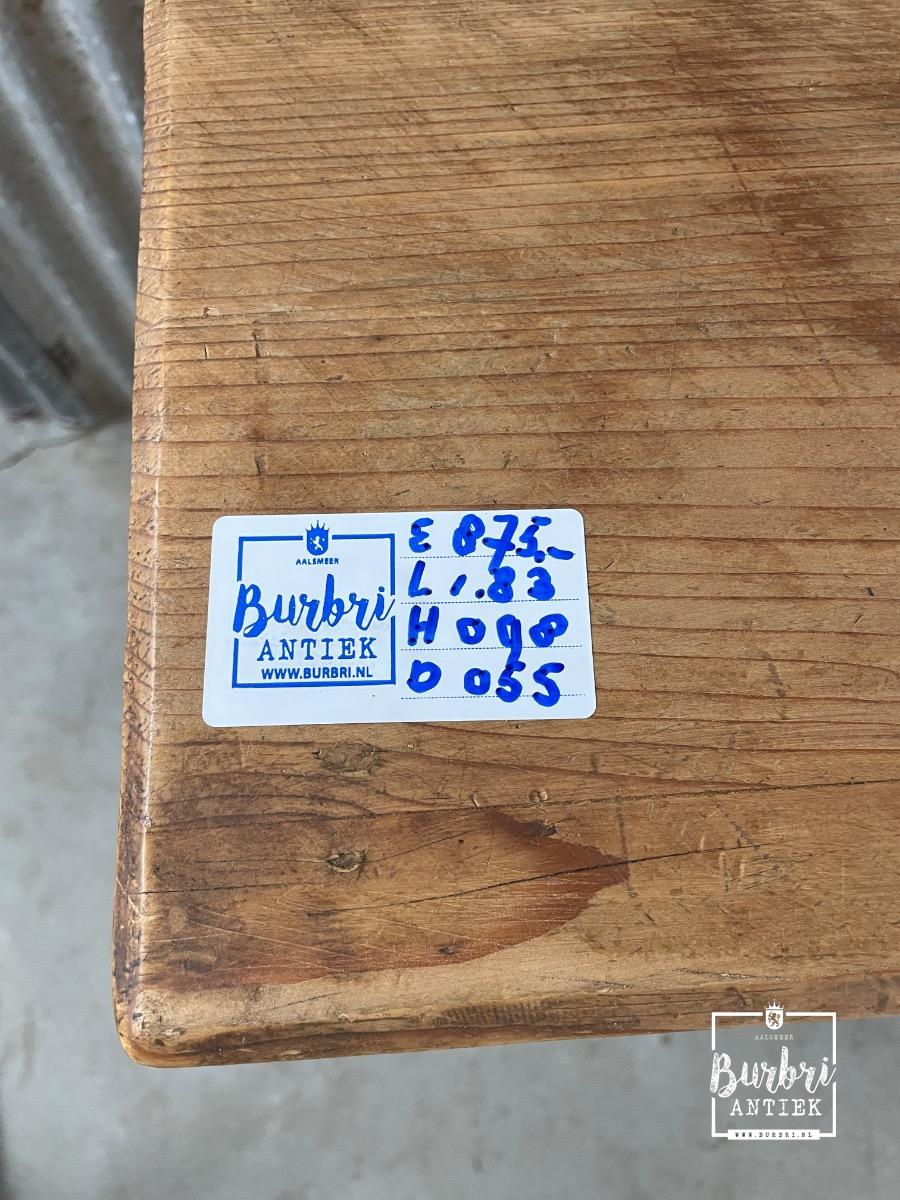 AALSMEER
Burbri
ANTIEK
WWW.BURBRI.NL
€ 875,-
L 1.83
H 098
D 055
AALSMEER
Burbri
ANTIEK
WWW.BURBRI.NL